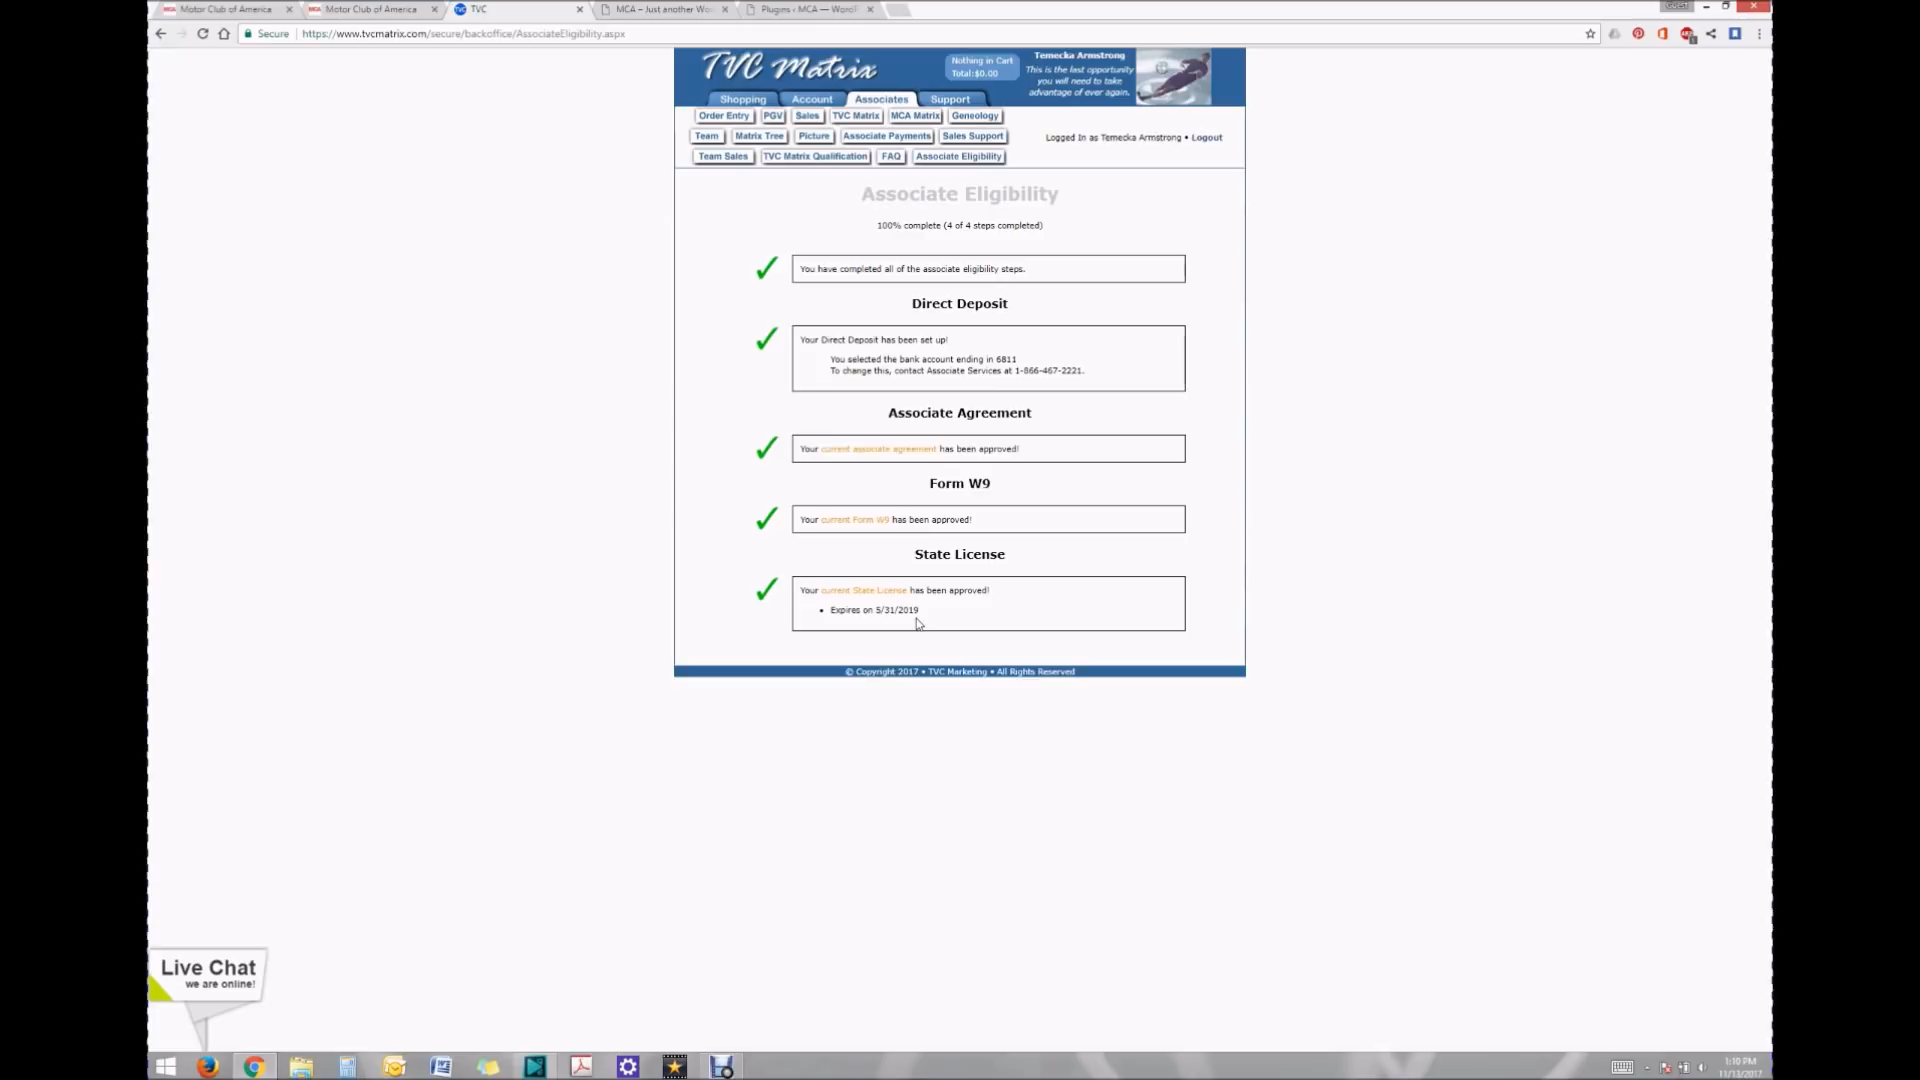 Motor Club of America
Motor Club of America
TVC
MCA – Just another Wo
Plugins ‹ MCA — WordP
Guest
Secure
https://www.tvcmatrix.com/secure/backoffice/AssociateEligibility.aspx
TVC Matrix
Nothing in Cart
Total:$0.00
Temecka Armstrong
This is the last opportunity
you will need to take
advantage of ever again.
Shopping
Account
Associates
Support
Order Entry
PGV
Sales
TVC Matrix
MCA Matrix
Geneology
Team
Matrix Tree
Picture
Associate Payments
Sales Support
Logged In as Temecka Armstrong • Logout
Team Sales
TVC Matrix Qualification
FAQ
Associate Eligibility
Associate Eligibility
100% complete (4 of 4 steps completed)
You have completed all of the associate eligibility steps.
Direct Deposit
Your Direct Deposit has been set up!
You selected the bank account ending in 6811
To change this, contact Associate Services at 1-866-467-2221.
Associate Agreement
Your current associate agreement has been approved!
Form W9
Your current Form W9 has been approved!
State License
Your current State License has been approved!
• Expires on 5/31/2019
© Copyright 2017 • TVC Marketing • All Rights Reserved
Live Chat
we are online!
1:10 PM
11/13/2017